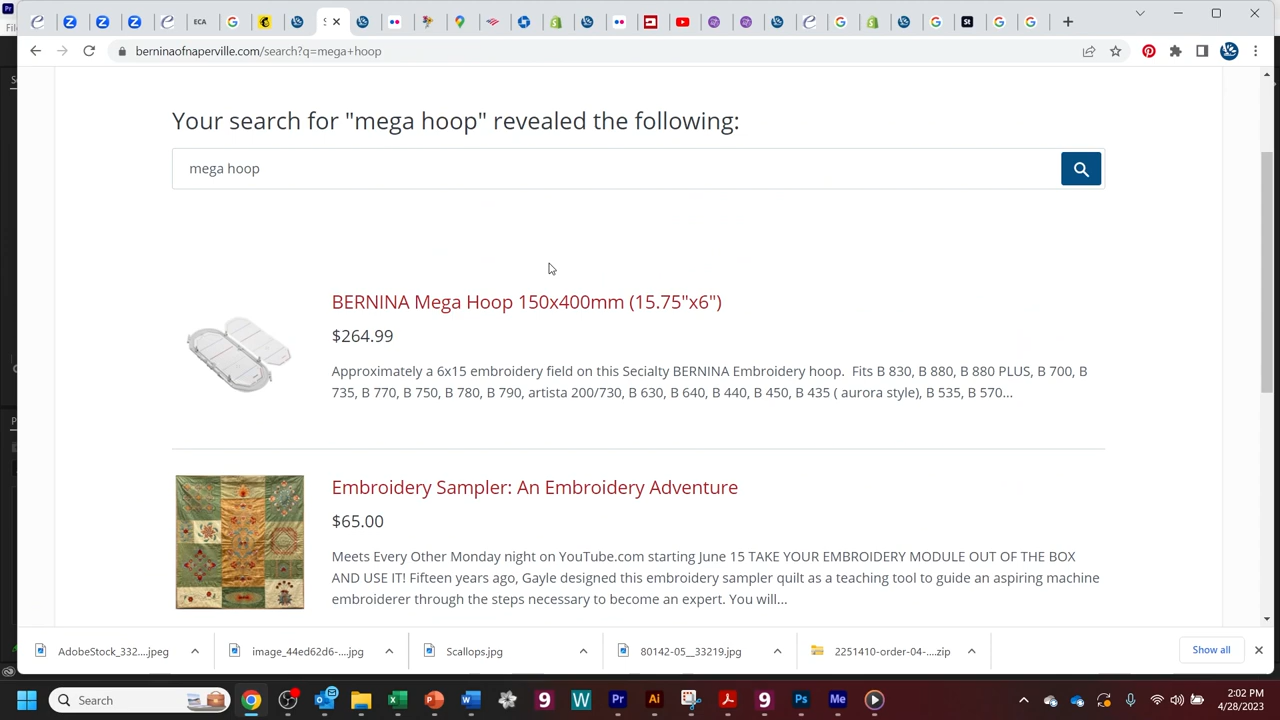 ECA
S
St
berninaofnaperville.com/search?q=mega+hoop
Your search for "mega hoop" revealed the following:
mega hoop
BERNINA Mega Hoop 150x400mm (15.75"x6")
$264.99
Approximately a 6x15 embroidery field on this Secialty BERNINA Embroidery hoop.  Fits B 830, B 880, B 880 PLUS, B 700, B
735, B 770, B 750, B 780, B 790, artista 200/730, B 630, B 640, B 440, B 450, B 435 ( aurora style), B 535, B 570...
Embroidery Sampler: An Embroidery Adventure
$65.00
Meets Every Other Monday night on YouTube.com starting June 15 TAKE YOUR EMBROIDERY MODULE OUT OF THE BOX
AND USE IT! Fifteen years ago, Gayle designed this embroidery sampler quilt as a teaching tool to guide an aspiring machine
embroiderer through the steps necessary to become an expert. You will...
AdobeStock_332....jpeg
image_44ed62d6-....jpg
Scallops.jpg
80142-05__33219.jpg
2251410-order-04-....zip
Show all
Search
2:02 PM
4/28/2023